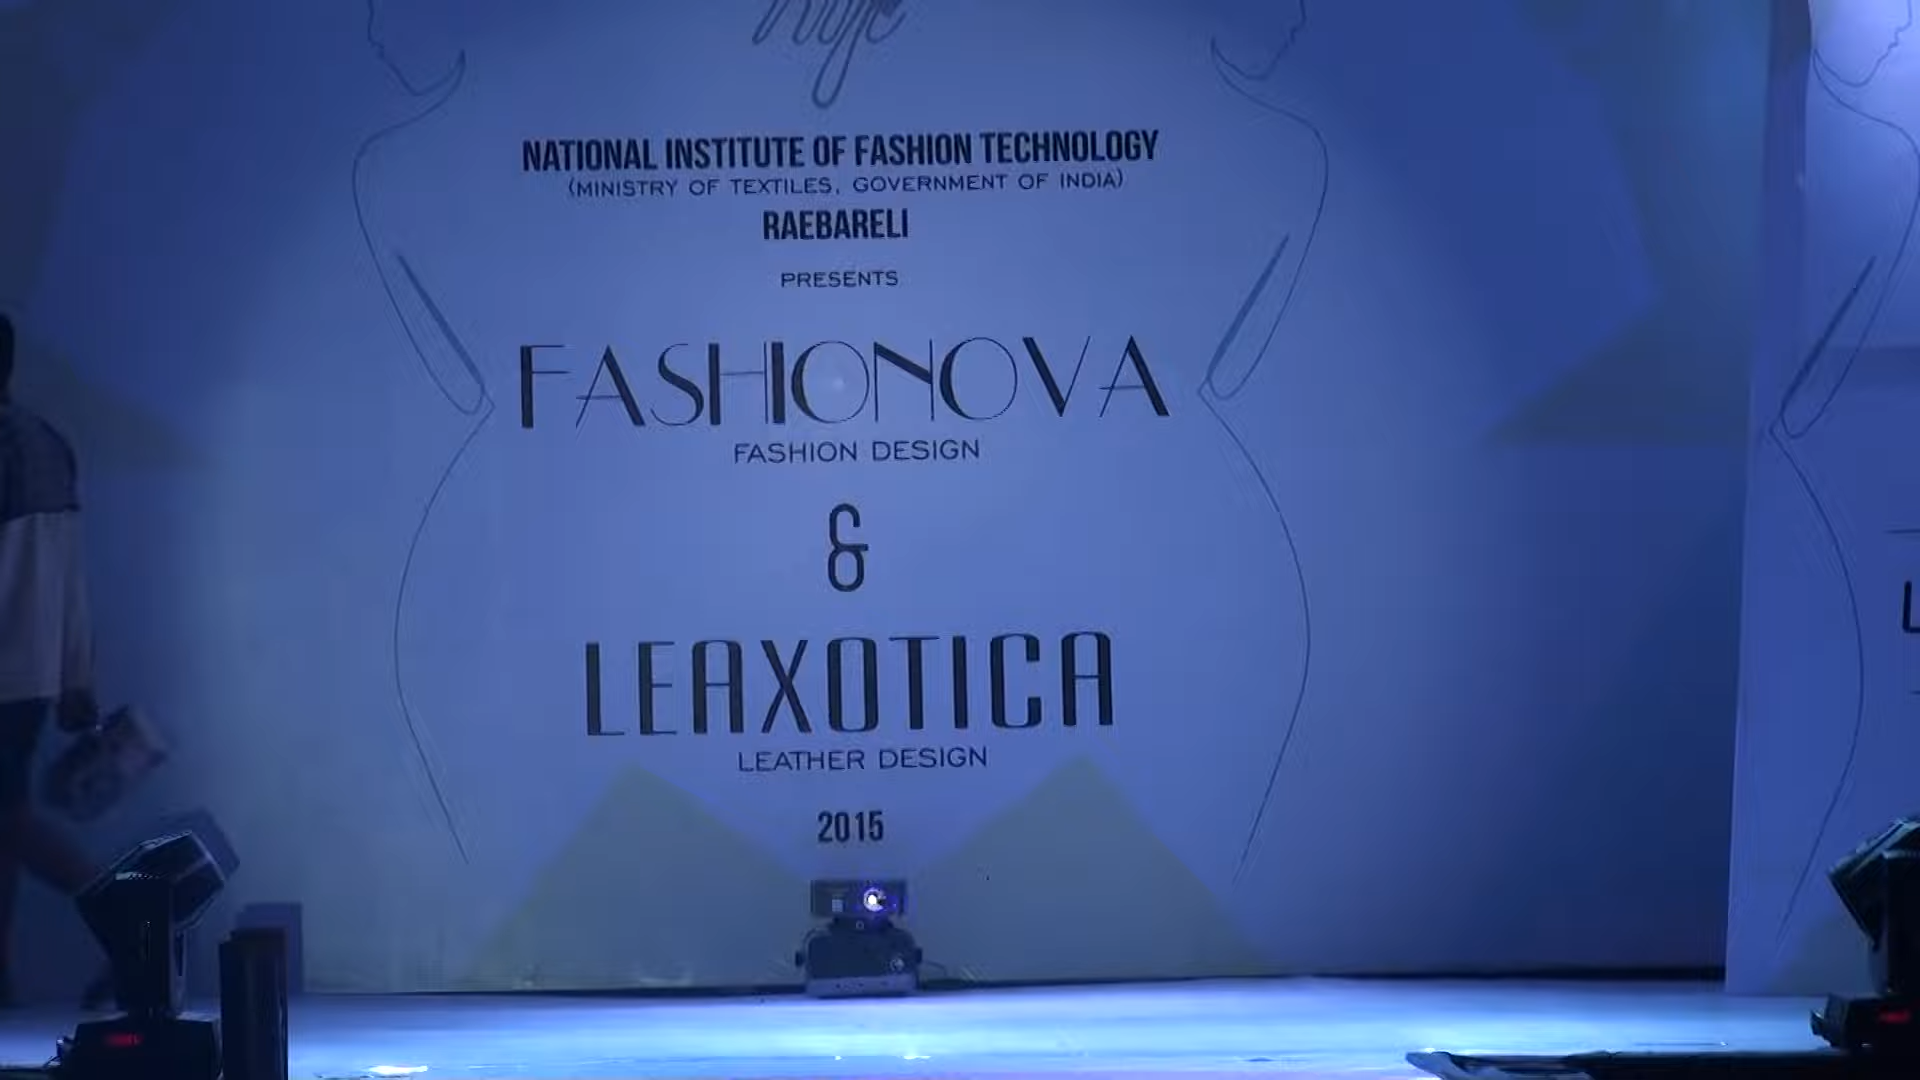 NATIONAL INSTITUTE OF FASHION TECHNOLOGY
(MINISTRY OF TEXTILES, GOVERNMENT OF INDIA)
RAEBARELI
PRESENTS
FASHIONOVA
FASHION DESIGN
&
LEAXOTICA
LEATHER DESIGN
2015